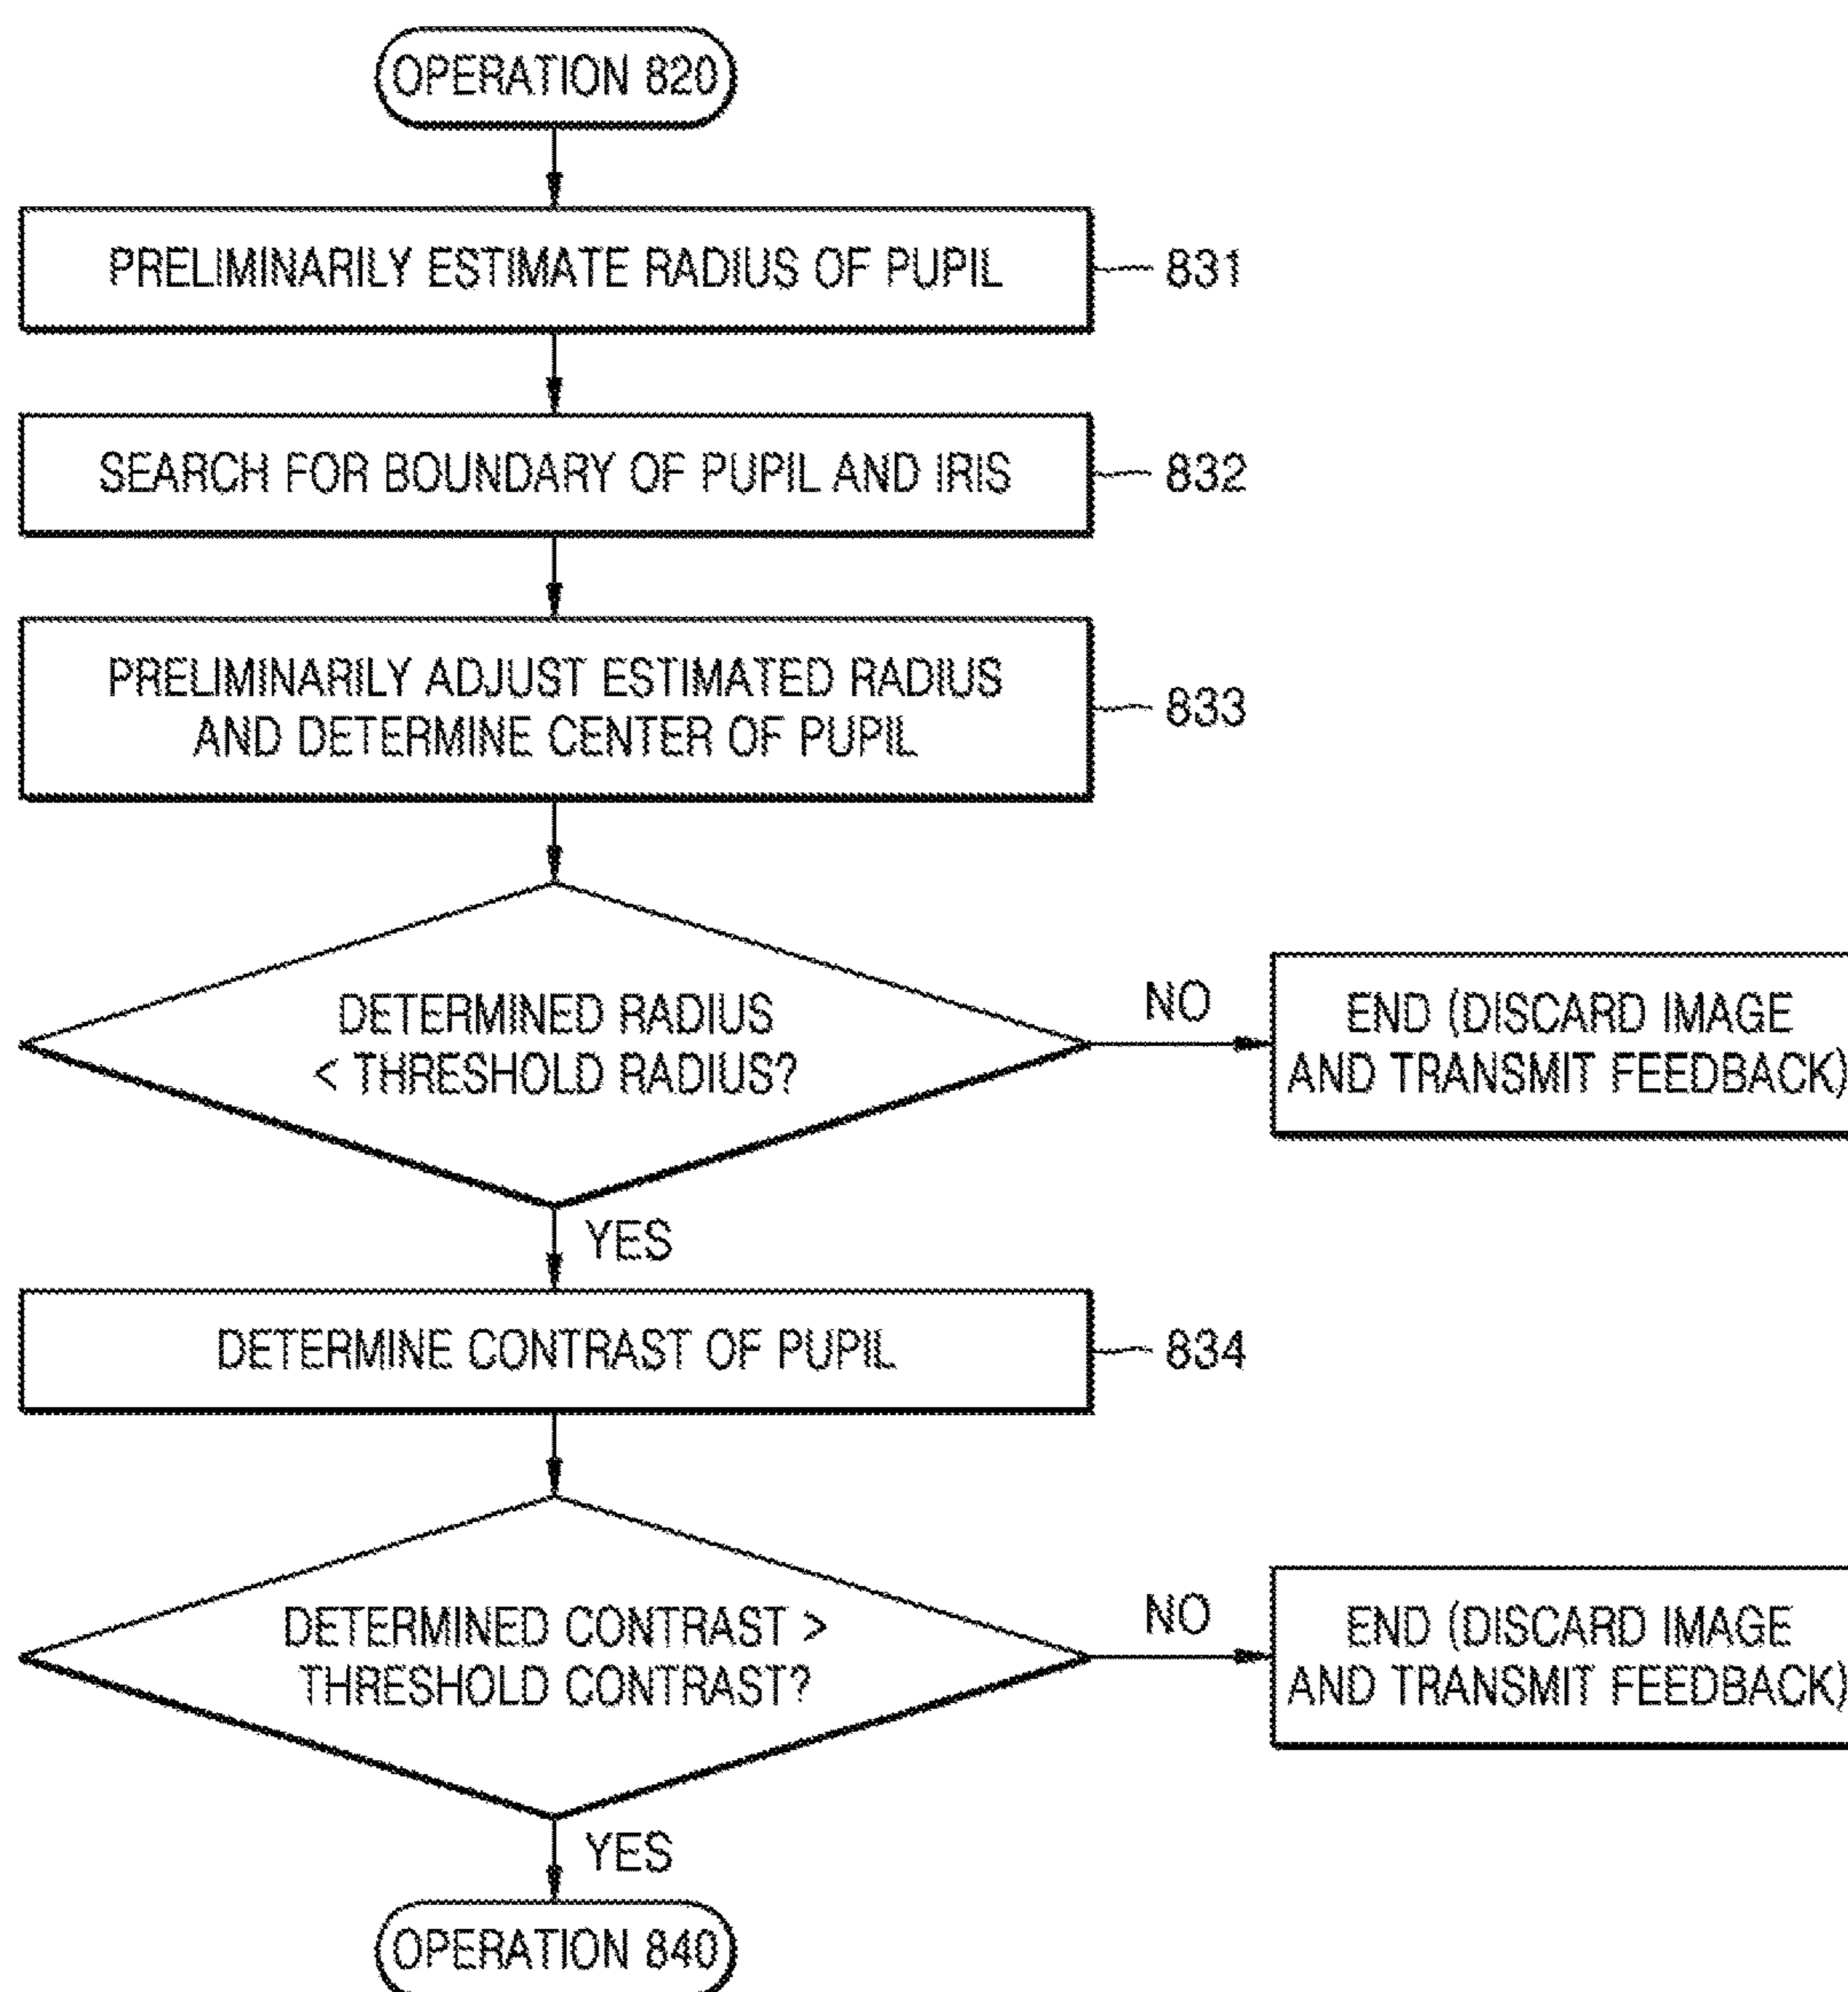 OPERATION 820
PRELIMINARILY ESTIMATE RADIUS OF PUPIL
831
SEARCH FOR BOUNDARY OF PUPIL AND IRIS
832
PRELIMINARILY ADJUST ESTIMATED RADIUS
AND DETERMINE CENTER OF PUPIL
833
DETERMINED RADIUS
< THRESHOLD RADIUS?
NO
END (DISCARD IMAGE
AND TRANSMIT FEEDBACK)
YES
DETERMINE CONTRAST OF PUPIL
834
DETERMINED CONTRAST >
THRESHOLD CONTRAST?
NO
END (DISCARD IMAGE
AND TRANSMIT FEEDBACK)
YES
OPERATION 840